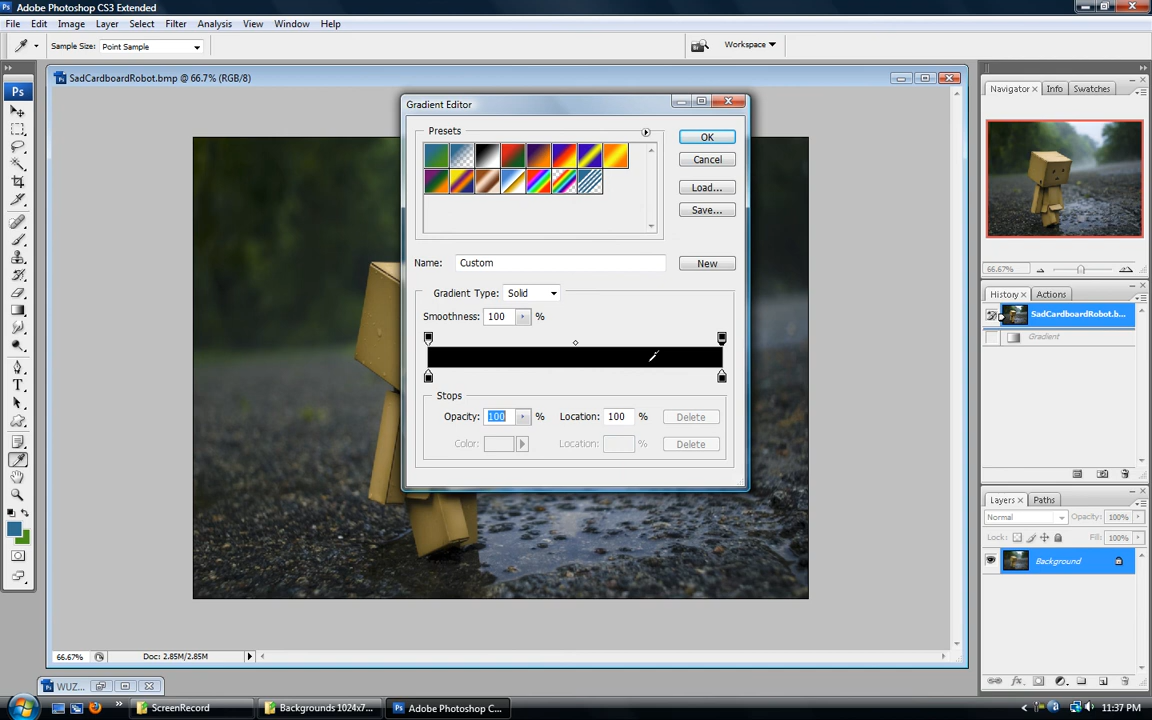 Adobe Photoshop CS3 Extended
File Edit Image Layer Select Filter Analysis View Window Help
Sample Size: Point Sample
Workspace
Ps
SadCardboardRobot.bmp @ 66.7% (RGB/8)
Gradient Editor
Presets
OK
Cancel
Load...
Save...
Name: Custom
New
Gradient Type: Solid
Smoothness: 100 %
Stops
Opacity: 100 % Location: 100 % Delete
Color: Location: % Delete
Navigator × Info Swatches
66.67%
History × Actions
SadCardboardRobot.b...
Gradient
Layers × Paths
Normal Opacity: 100%
Lock: Fill: 100%
Background
66.67% Doc: 2.85M/2.85M
WUZ...
ScreenRecord
Backgrounds 1024x7...
Adobe Photoshop C...
11:37 PM